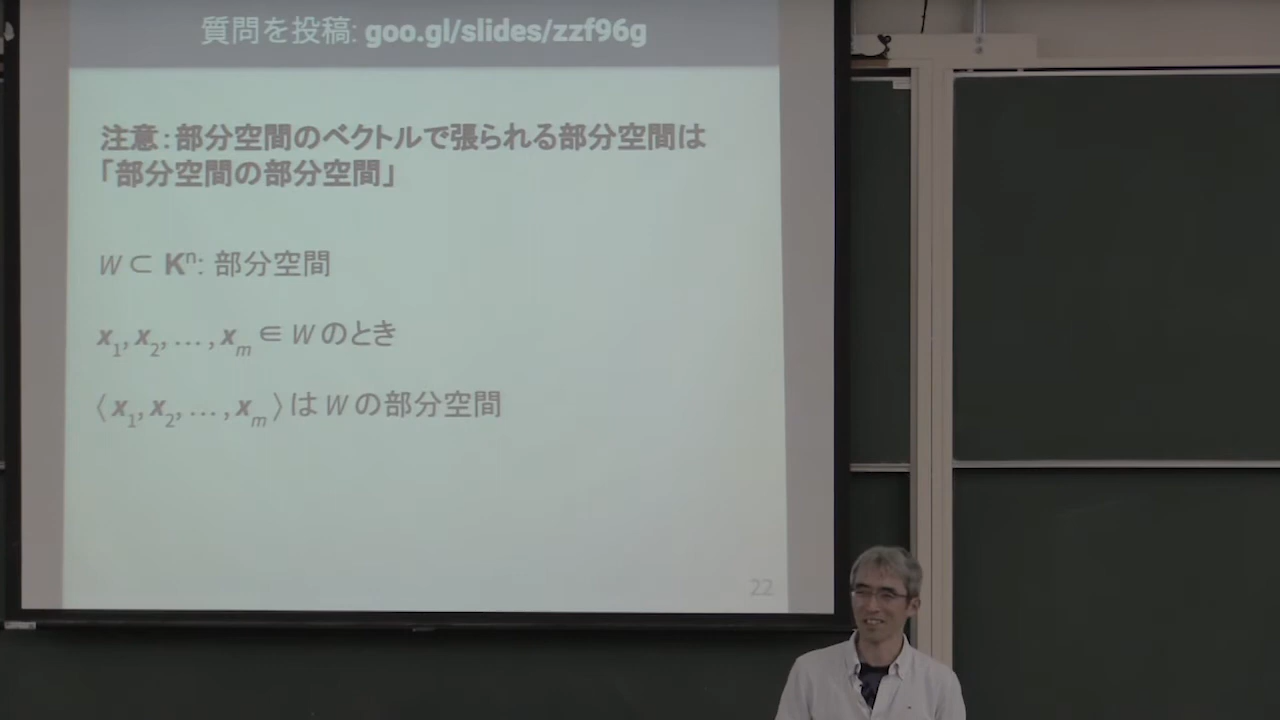 質問を投稿: goo.gl/slides/zzf96g
注意：部分空間のベクトルで張られる部分空間は
「部分空間の部分空間」
W ⊂ Kⁿ: 部分空間
x₁, x₂, … , xₘ ∈ W のとき
⟨ x₁, x₂, … , xₘ ⟩ は W の部分空間
22